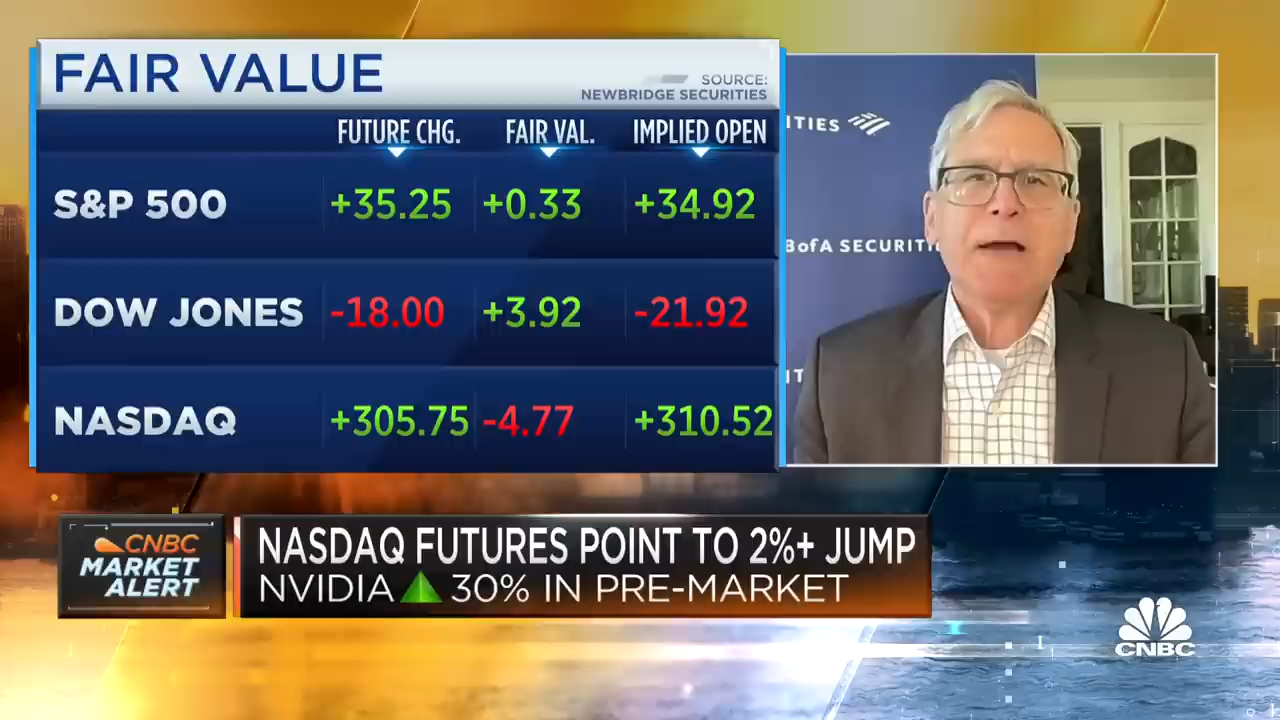 FAIR VALUE
SOURCE:
NEWBRIDGE SECURITIES
FUTURE CHG. FAIR VAL. IMPLIED OPEN
S&P 500 +35.25 +0.33 +34.92
DOW JONES -18.00 +3.92 -21.92
NASDAQ +305.75 -4.77 +310.52
ITIES
BofA SECURITI
IT
CNBC
MARKET
ALERT
NASDAQ FUTURES POINT TO 2%+ JUMP
NVIDIA 30% IN PRE-MARKET
CNBC